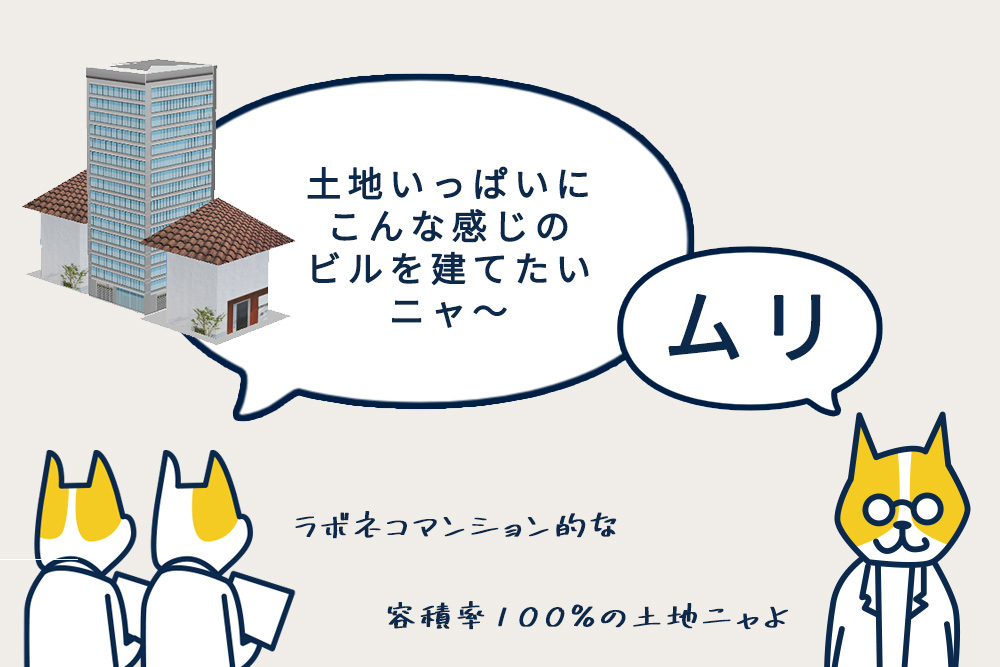 土地いっぱいに
こんな感じの
ビルを建てたい
ニャ～
ムリ
ラボネコマンション的な
容積率100%の土地ニャよ